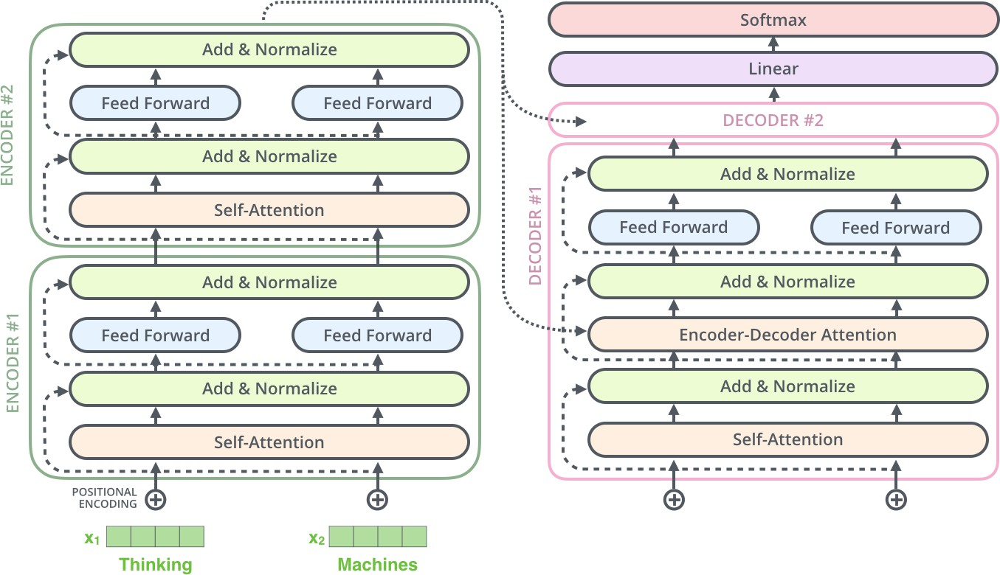 ENCODER #2
Add & Normalize
Feed Forward
Feed Forward
Add & Normalize
Self-Attention
ENCODER #1
Add & Normalize
Feed Forward
Feed Forward
Add & Normalize
Self-Attention
POSITIONAL
ENCODING
x1
x2
Thinking
Machines
Softmax
Linear
DECODER #2
DECODER #1
Add & Normalize
Feed Forward
Feed Forward
Add & Normalize
Encoder-Decoder Attention
Add & Normalize
Self-Attention